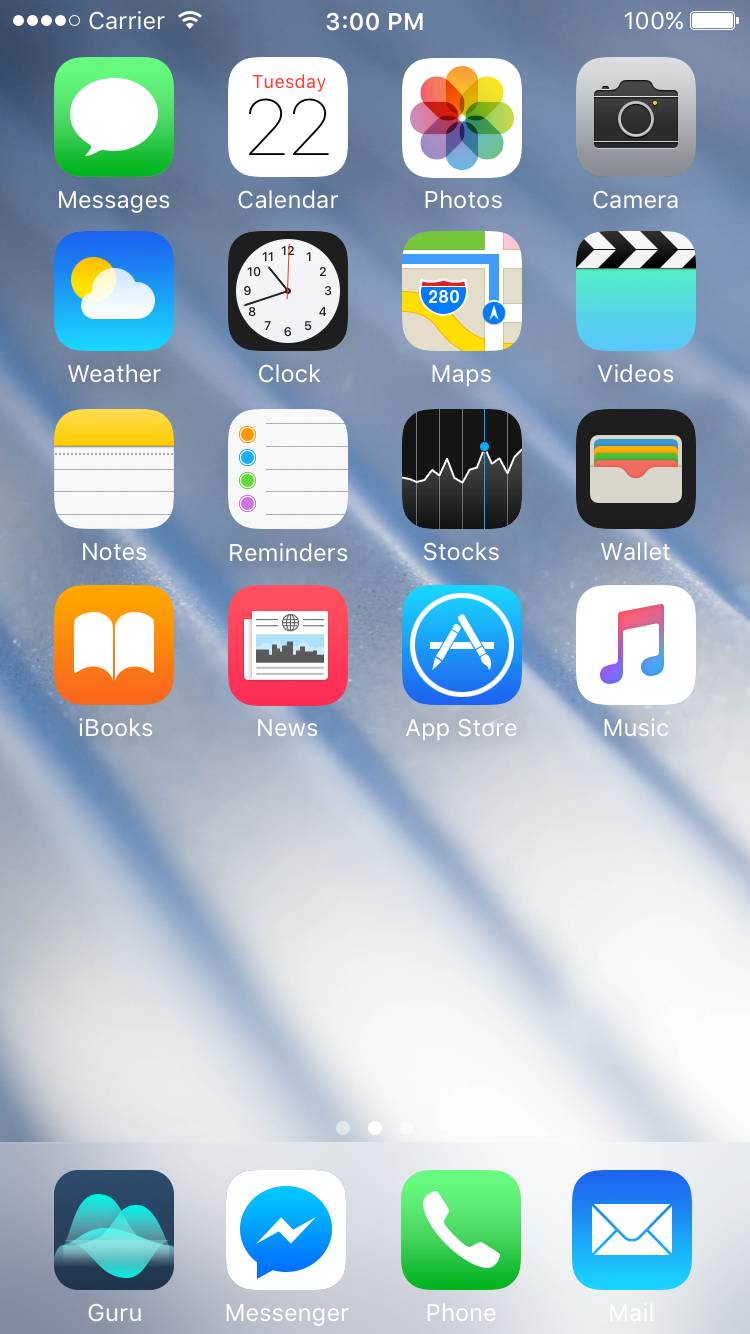 Carrier 3:00 PM 100%
Tuesday
22
Messages Calendar Photos Camera
12
11 1
10 2
9 3
8 4
7 5
6
280
Weather Clock Maps Videos
Notes Reminders Stocks Wallet
iBooks News App Store Music
Guru Messenger Phone Mail